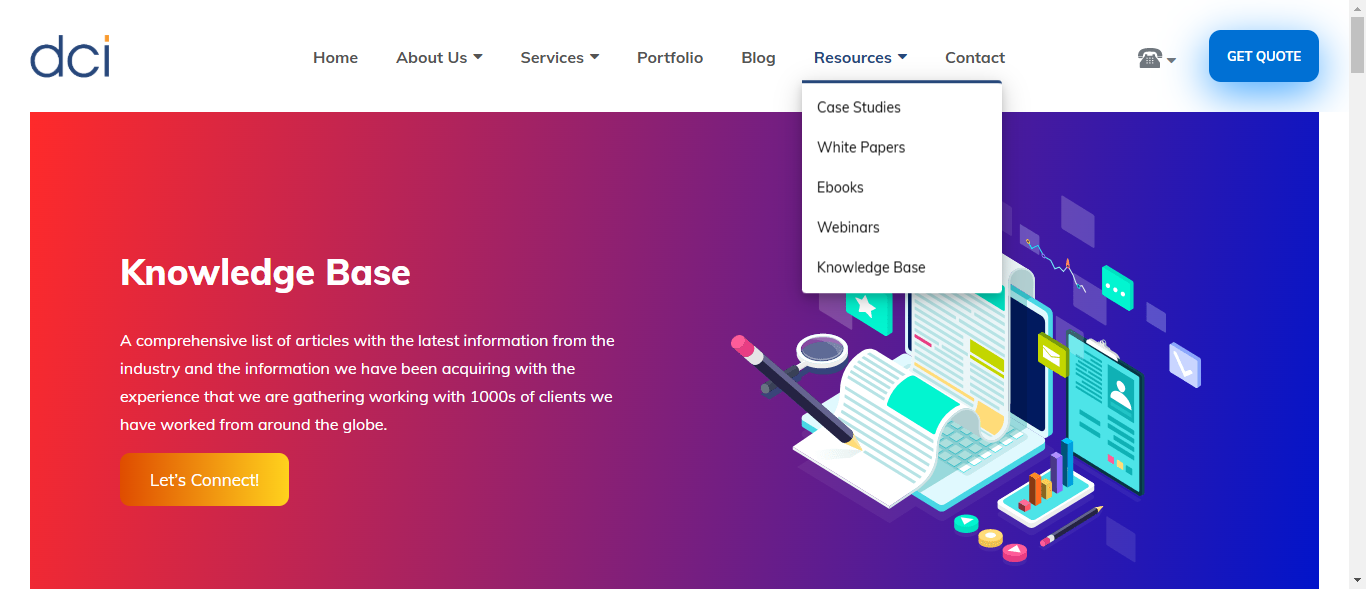 dci
Home
About Us
Services
Portfolio
Blog
Resources
Contact
GET QUOTE
Case Studies
White Papers
Ebooks
Webinars
Knowledge Base
Knowledge Base
A comprehensive list of articles with the latest information from the
industry and the information we have been acquiring with the
experience that we are gathering working with 1000s of clients we
have worked from around the globe.
Let's Connect!